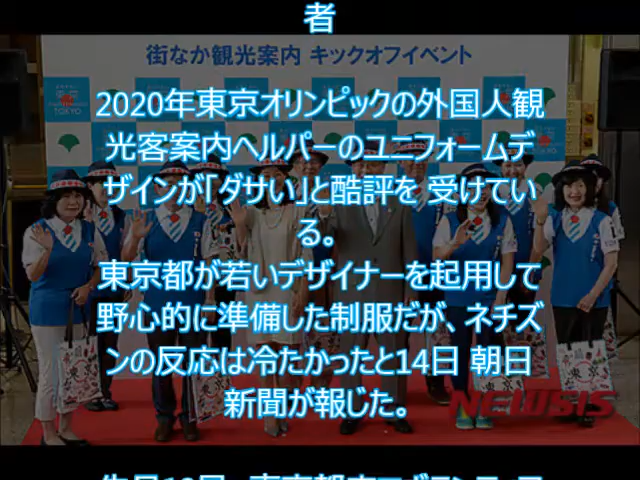 者
街なか観光案内 キックオフイベント
2020年東京オリンピックの外国人観
光客案内ヘルパーのユニフォームデ
ザインが「ダサい」と酷評を 受けてい
る。
東京都が若いデザイナーを起用して
野心的に準備した制服だが、ネチズ
ンの反応は冷たかったと14日 朝日
新聞が報じた。
NEWSIS